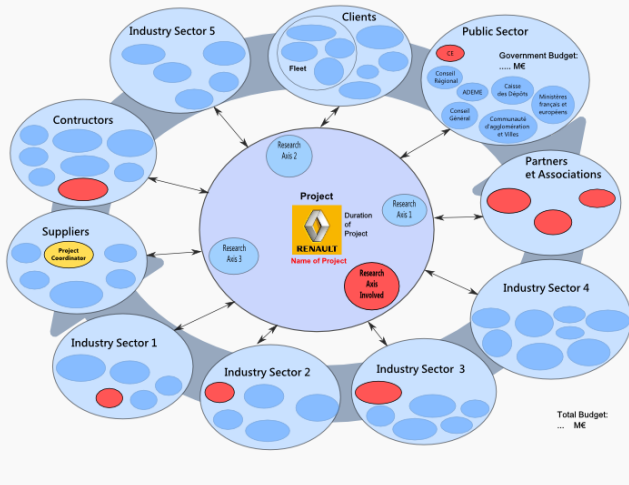 Clients
Industry Sector 5
Fleet
Public Sector
CE
Government Budget:
..... M€
Conseil
Régional
ADEME
Caisse
des Dépôts
Ministères
français et
européens
Conseil
Général
Communauté
d'agglomération
et Villes
Contructors
Research
Axis 2
Partners
et Associations
Project
Research
Axis 1
RENAULT
Duration
of
Project
Name of Project
Suppliers
Project
Coordinator
Research
Axis 3
Research
Axis
Involved
Industry Sector 4
Industry Sector 1
Industry Sector 2
Industry Sector 3
Total Budget:
... M€